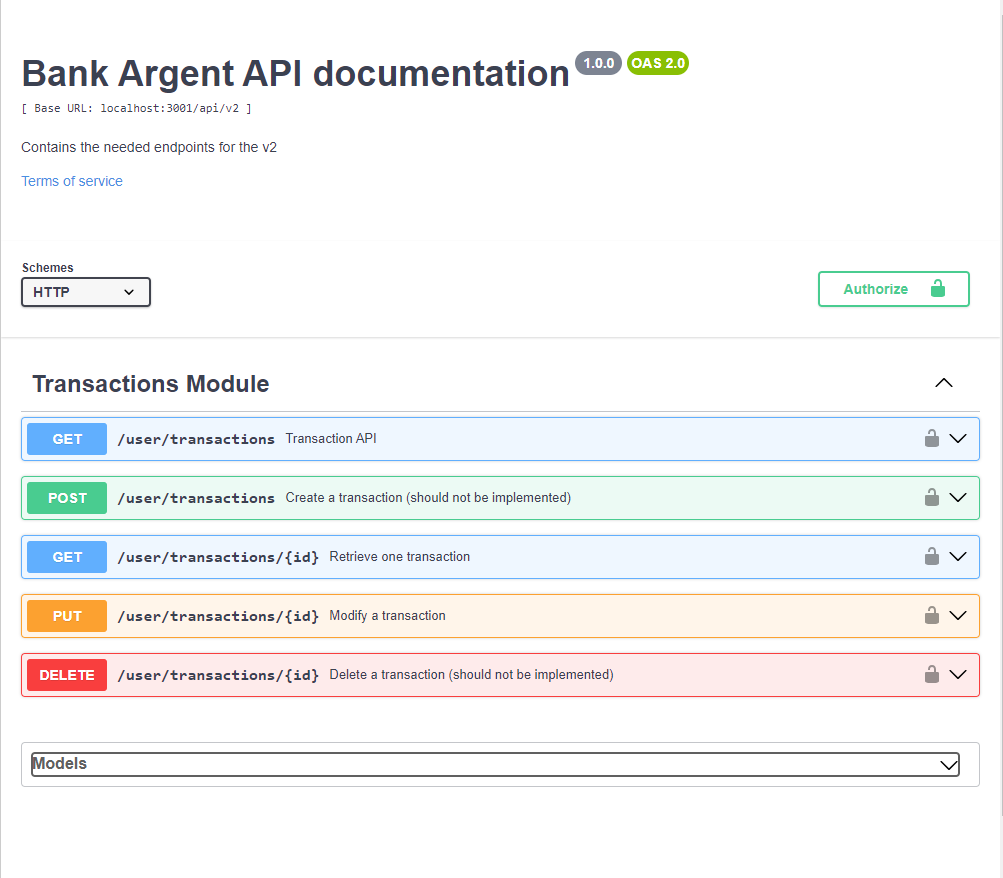 Bank Argent API documentation 1.0.0 OAS 2.0
[ Base URL: localhost:3001/api/v2 ]
Contains the needed endpoints for the v2
Terms of service
Schemes
HTTP
Authorize
Transactions Module
GET /user/transactions Transaction API
POST /user/transactions Create a transaction (should not be implemented)
GET /user/transactions/{id} Retrieve one transaction
PUT /user/transactions/{id} Modify a transaction
DELETE /user/transactions/{id} Delete a transaction (should not be implemented)
Models